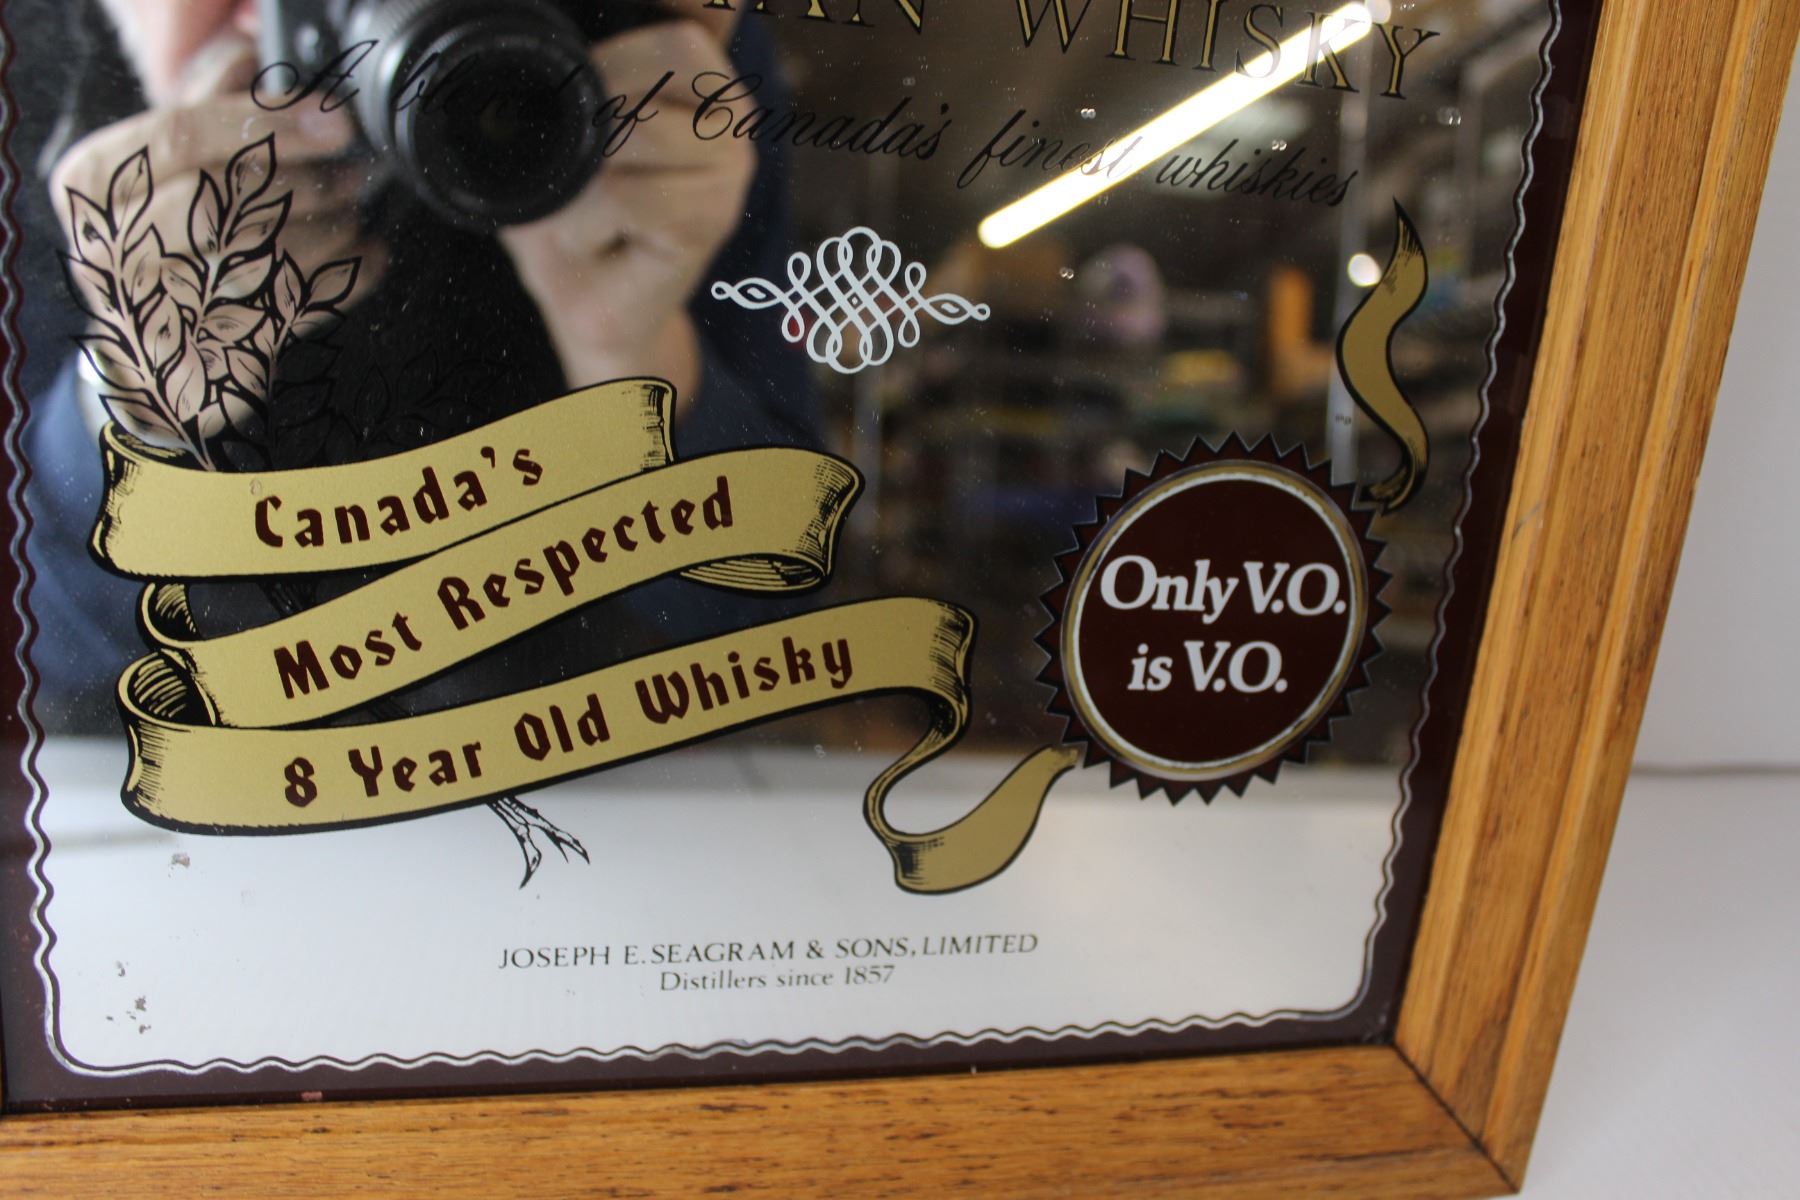 WHISKY
A blend of Canada's finest whiskies
Canada's
Most Respected
8 Year Old Whisky
Only V.O.
is V.O.
JOSEPH E. SEAGRAM & SONS, LIMITED
Distillers since 1857